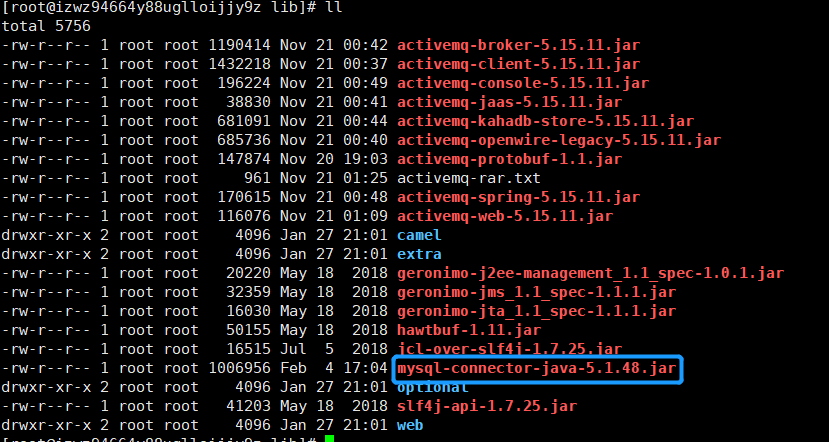 [root@izwz94664y88uglloijjy9z lib]# ll
total 5756
-rw-r--r-- 1 root root 1190414 Nov 21 00:42 activemq-broker-5.15.11.jar
-rw-r--r-- 1 root root 1432218 Nov 21 00:37 activemq-client-5.15.11.jar
-rw-r--r-- 1 root root  196224 Nov 21 00:49 activemq-console-5.15.11.jar
-rw-r--r-- 1 root root   38830 Nov 21 00:41 activemq-jaas-5.15.11.jar
-rw-r--r-- 1 root root  681091 Nov 21 00:44 activemq-kahadb-store-5.15.11.jar
-rw-r--r-- 1 root root  685736 Nov 21 00:40 activemq-openwire-legacy-5.15.11.jar
-rw-r--r-- 1 root root  147874 Nov 20 19:03 activemq-protobuf-1.1.jar
-rw-r--r-- 1 root root     961 Nov 21 01:25 activemq-rar.txt
-rw-r--r-- 1 root root  170615 Nov 21 00:48 activemq-spring-5.15.11.jar
-rw-r--r-- 1 root root  116076 Nov 21 01:09 activemq-web-5.15.11.jar
drwxr-xr-x 2 root root    4096 Jan 27 21:01 camel
drwxr-xr-x 2 root root    4096 Jan 27 21:01 extra
-rw-r--r-- 1 root root   20220 May 18  2018 geronimo-j2ee-management_1.1_spec-1.0.1.jar
-rw-r--r-- 1 root root   32359 May 18  2018 geronimo-jms_1.1_spec-1.1.1.jar
-rw-r--r-- 1 root root   16030 May 18  2018 geronimo-jta_1.1_spec-1.1.1.jar
-rw-r--r-- 1 root root   50155 May 18  2018 hawtbuf-1.11.jar
-rw-r--r-- 1 root root   16515 Jul  5  2018 jcl-over-slf4j-1.7.25.jar
-rw-r--r-- 1 root root 1006956 Feb  4 17:04 mysql-connector-java-5.1.48.jar
drwxr-xr-x 2 root root    4096 Jan 27 21:01 optional
-rw-r--r-- 1 root root   41203 May 18  2018 slf4j-api-1.7.25.jar
drwxr-xr-x 2 root root    4096 Jan 27 21:01 web
[root@izwz94664y88uglloijjy9z lib]#